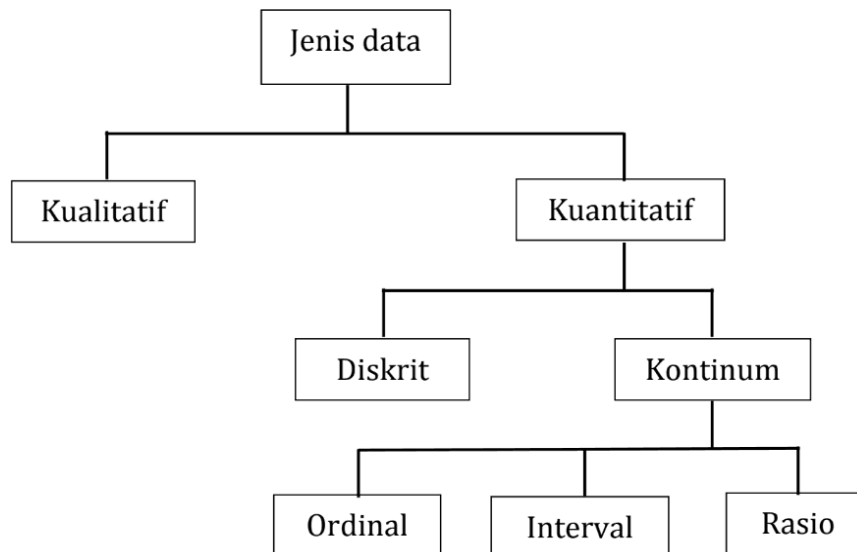 Jenis data
Kualitatif
Kuantitatif
Diskrit
Kontinum
Ordinal
Interval
Rasio